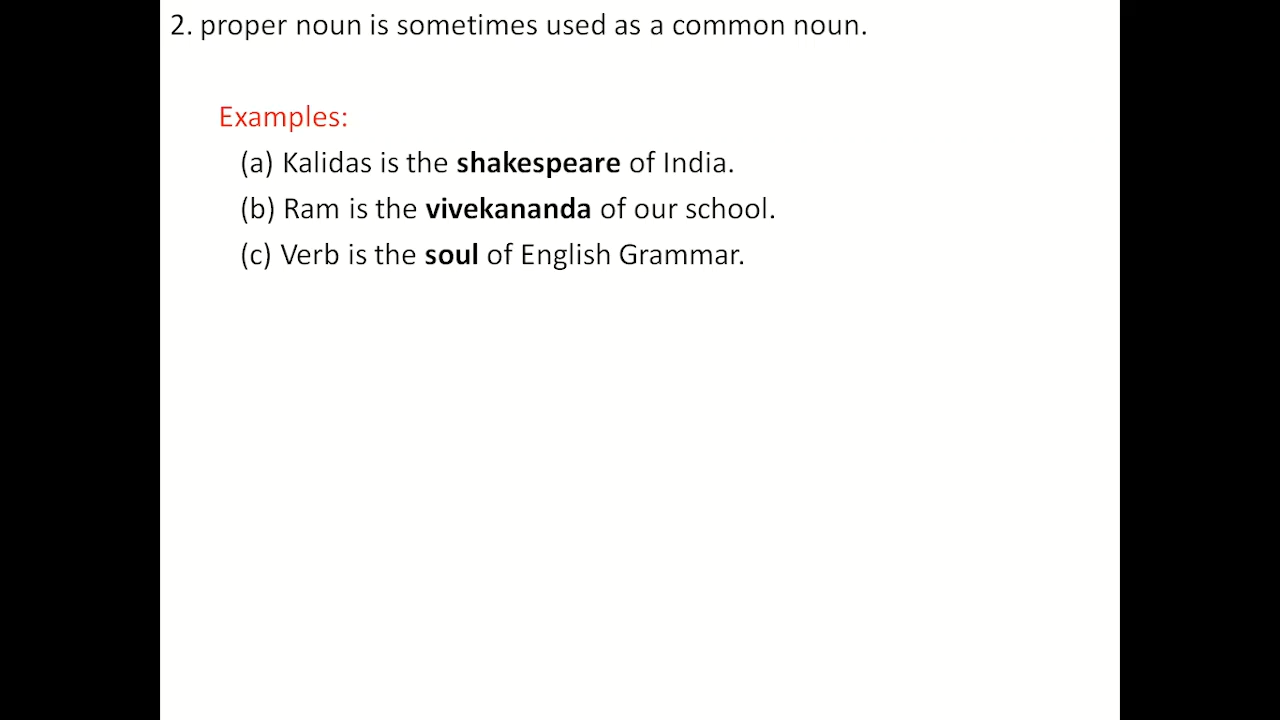 2. proper noun is sometimes used as a common noun.
Examples:
(a) Kalidas is the shakespeare of India.
(b) Ram is the vivekananda of our school.
(c) Verb is the soul of English Grammar.